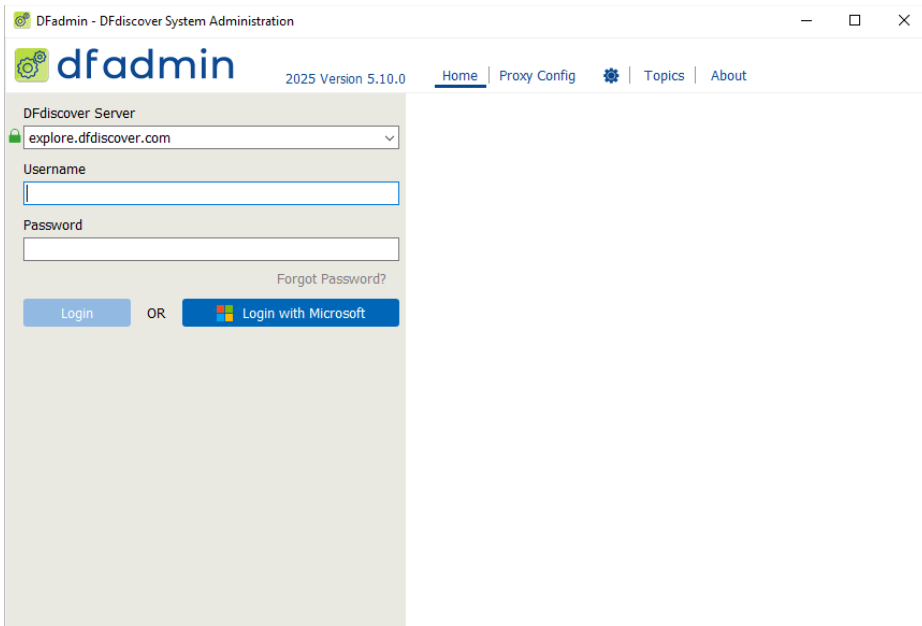 DFadmin - DFdiscover System Administration
dfadmin
2025 Version 5.10.0
Home Proxy Config Topics About
DFdiscover Server
explore.dfdiscover.com
Username
Password
Forgot Password?
Login OR Login with Microsoft